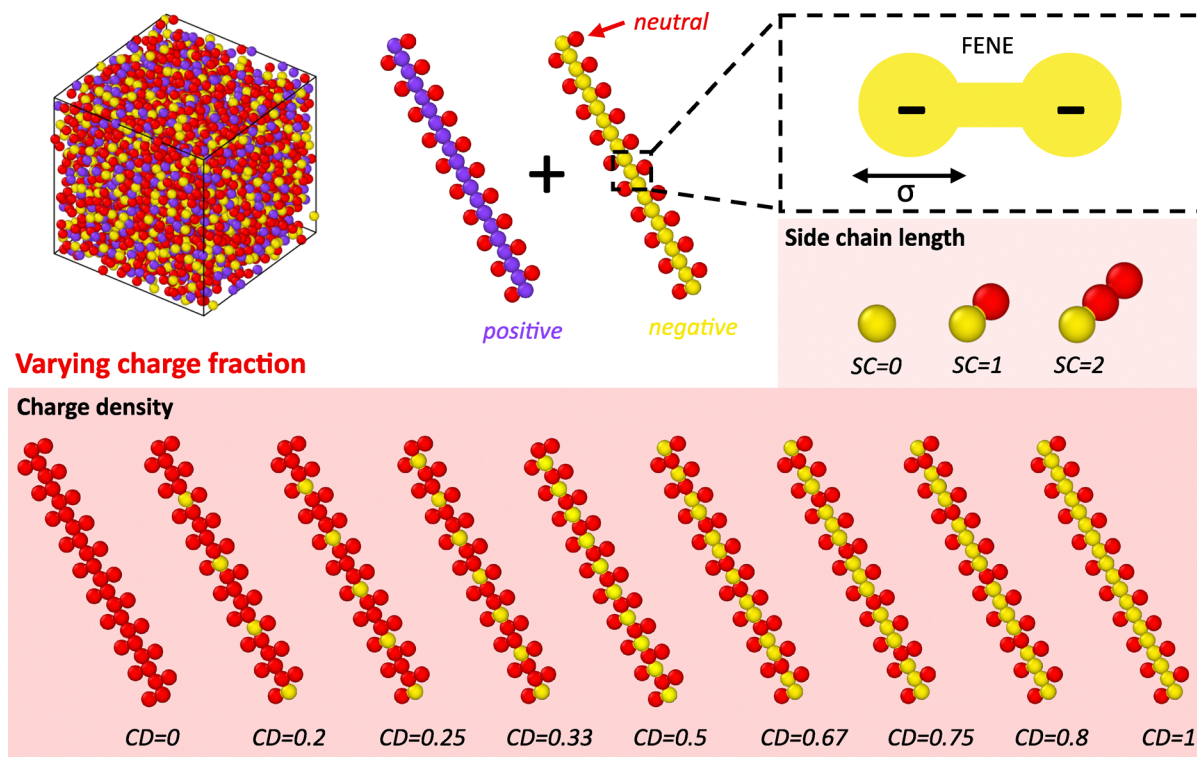 neutral
FENE
σ
+
positive
negative
Side chain length
SC=0
SC=1
SC=2
Varying charge fraction
Charge density
CD=0
CD=0.2
CD=0.25
CD=0.33
CD=0.5
CD=0.67
CD=0.75
CD=0.8
CD=1